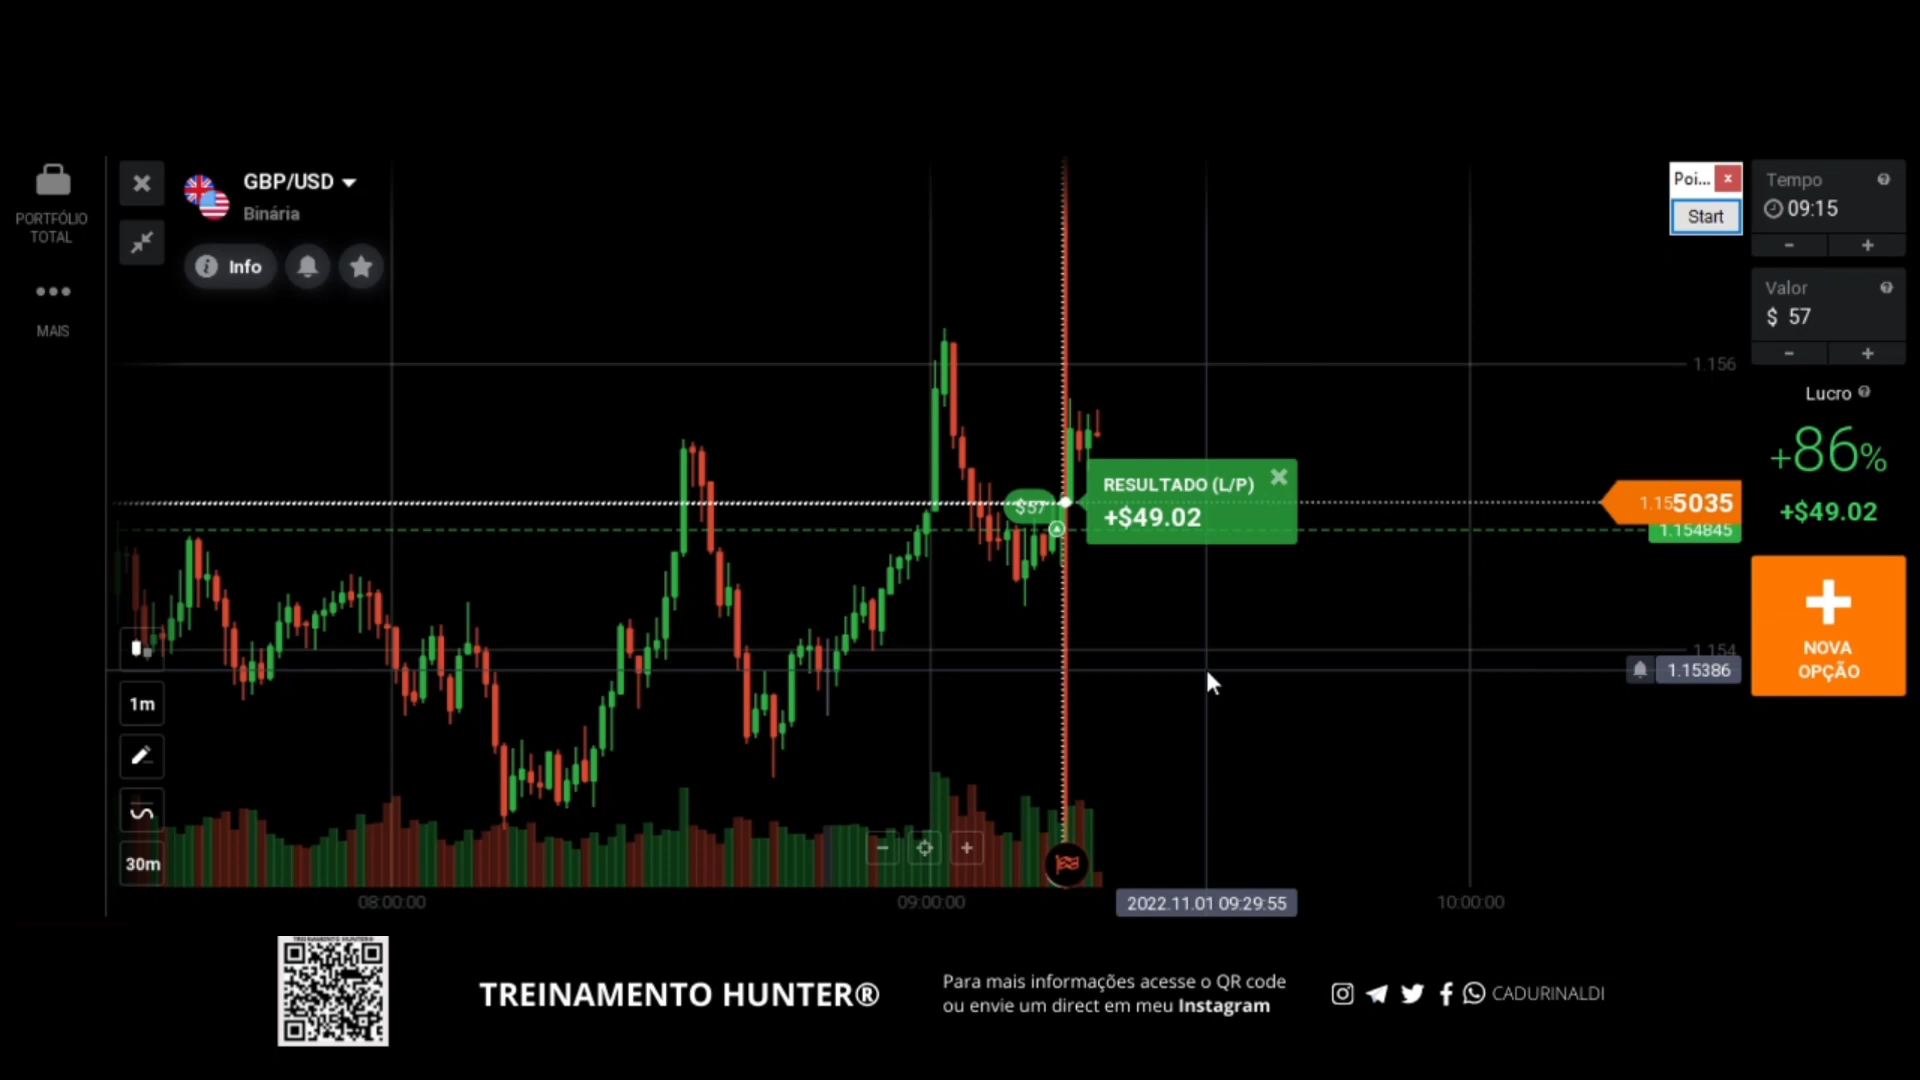 PORTFÓLIO
TOTAL
MAIS
GBP/USD
Binária
Info
1m
30m
$57
RESULTADO (L/P)
+$49.02
1.156
1.155035
1.154845
1.154
1.15386
08:00:00
09:00:00
2022.11.01 09:29:55
10:00:00
Poi...
Start
Tempo
09:15
Valor
$ 57
Lucro
+86%
+$49.02
NOVA
OPÇÃO
TREINAMENTO HUNTER®
TREINAMENTO HUNTER®
Para mais informações acesse o QR code
ou envie um direct em meu Instagram
CADURINALDI